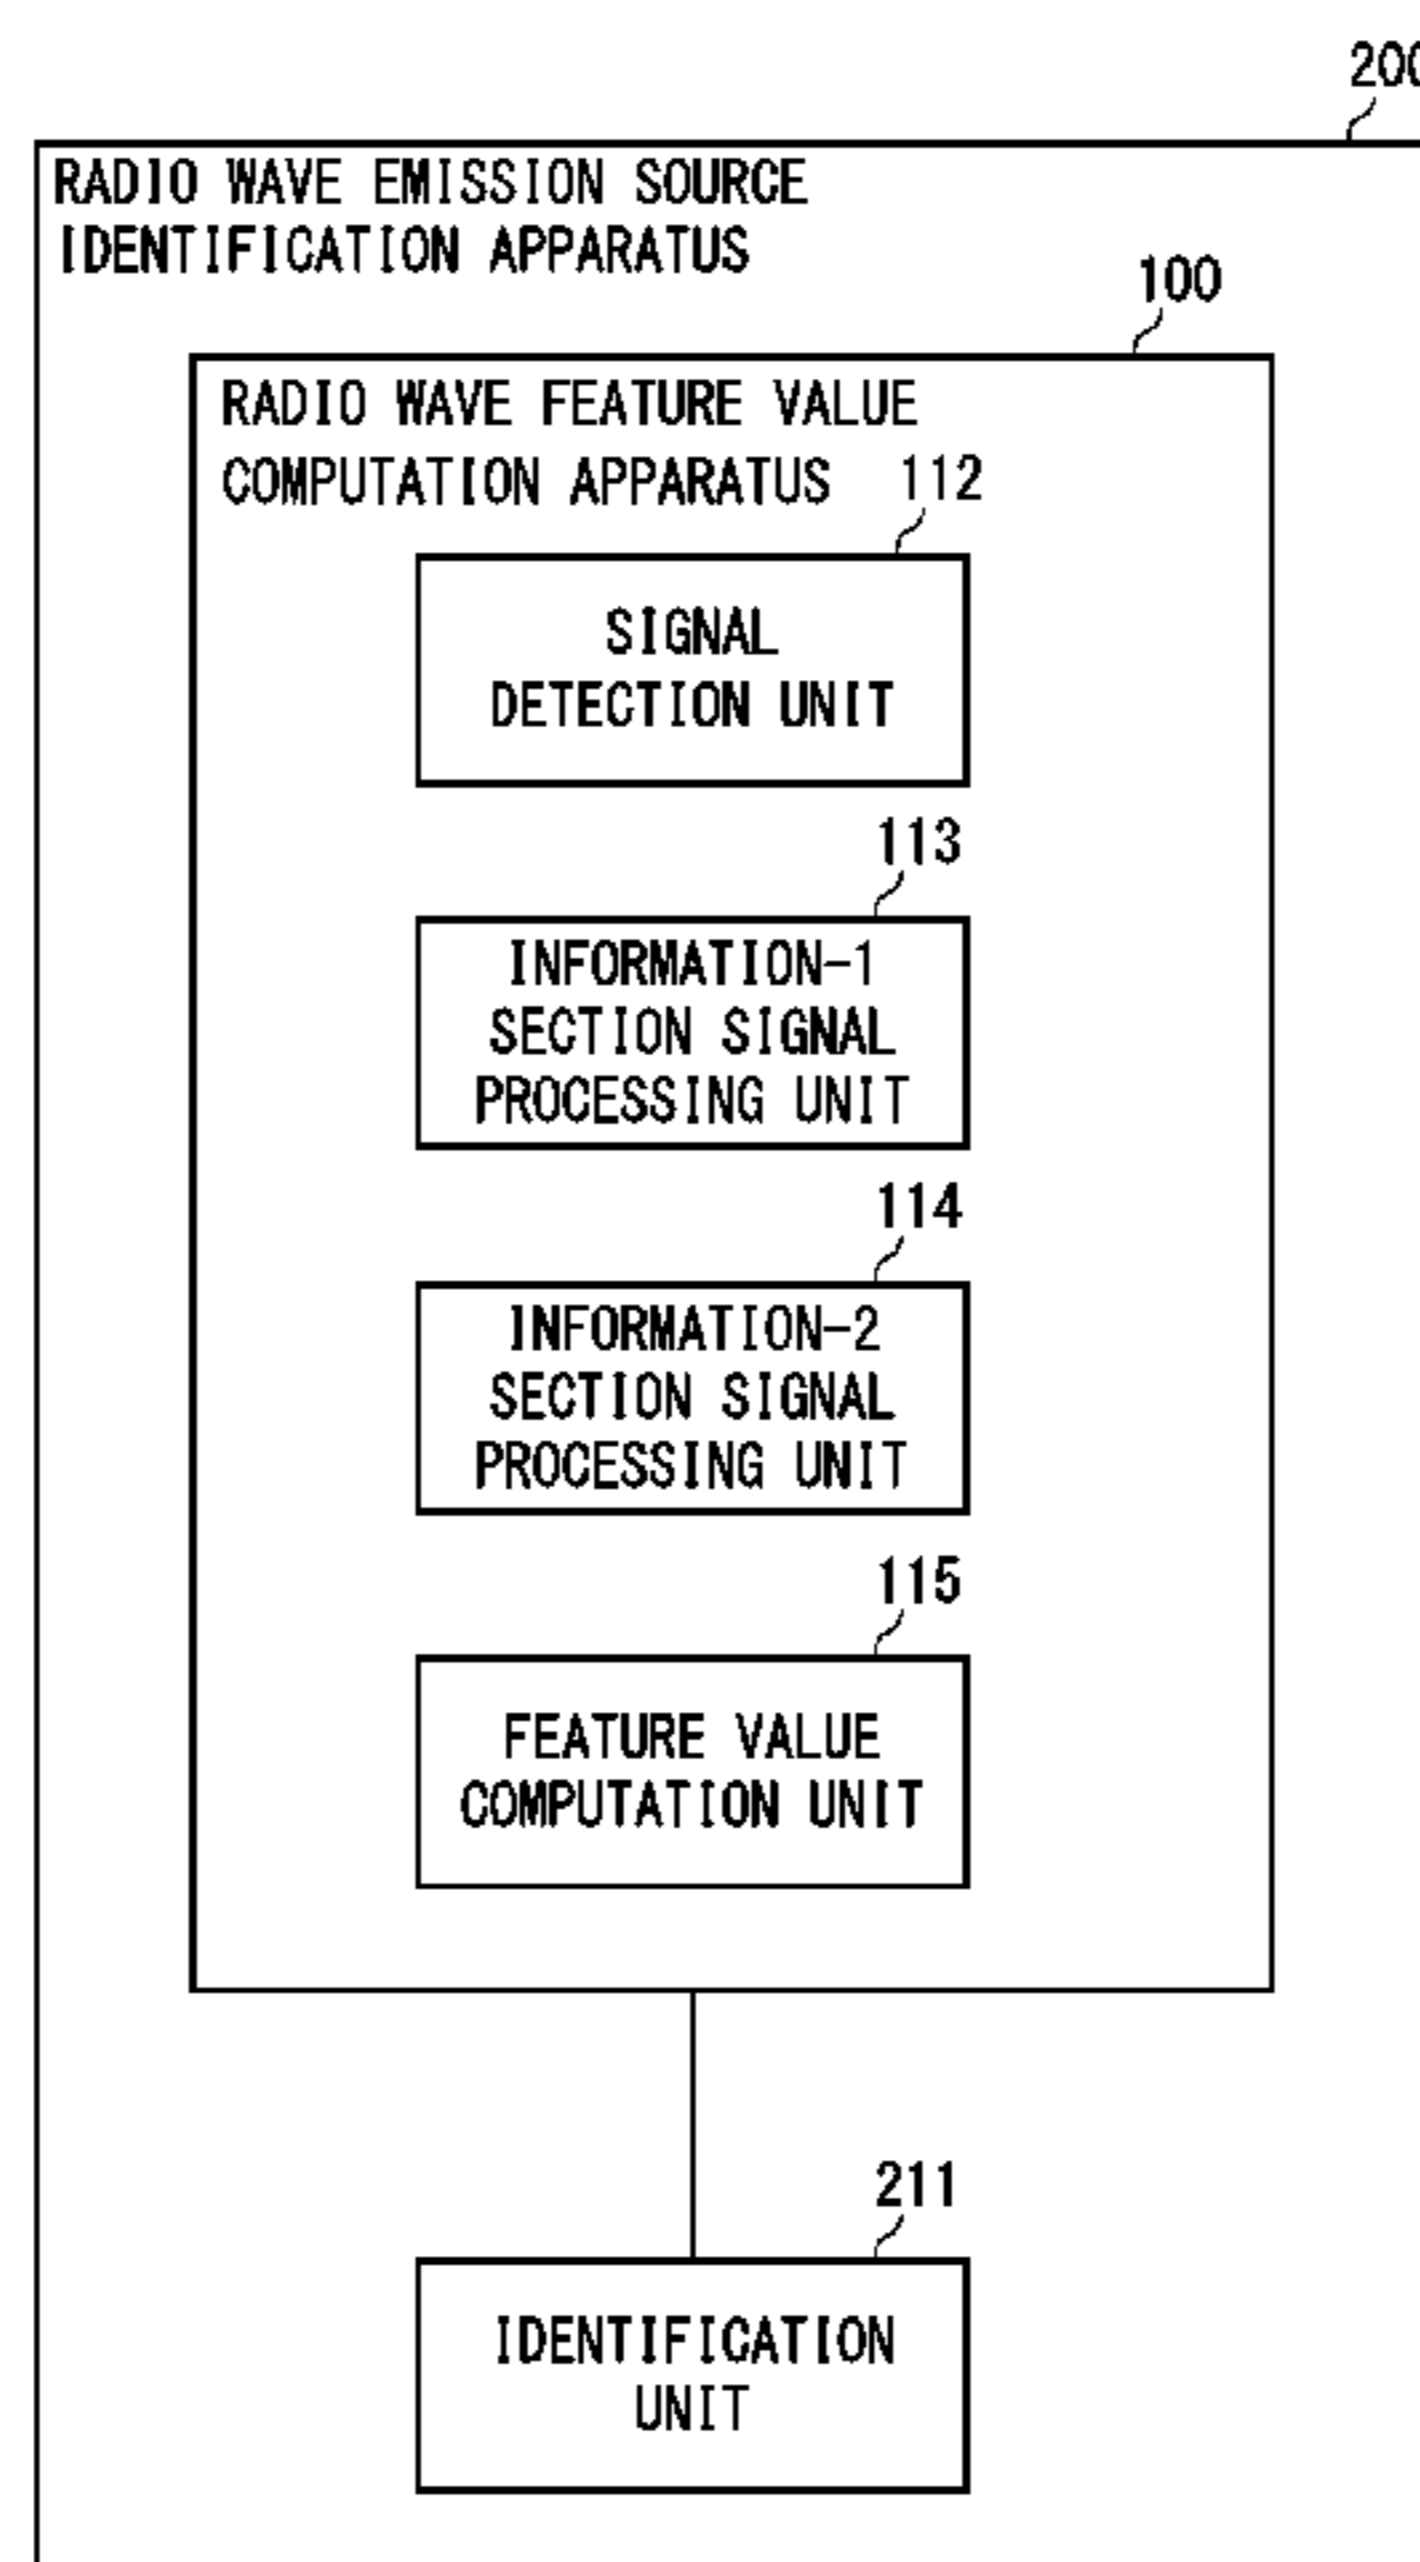 200
RADIO WAVE EMISSION SOURCE
IDENTIFICATION APPARATUS
100
RADIO WAVE FEATURE VALUE
COMPUTATION APPARATUS
112
SIGNAL
DETECTION UNIT
113
INFORMATION-1
SECTION SIGNAL
PROCESSING UNIT
114
INFORMATION-2
SECTION SIGNAL
PROCESSING UNIT
115
FEATURE VALUE
COMPUTATION UNIT
211
IDENTIFICATION
UNIT